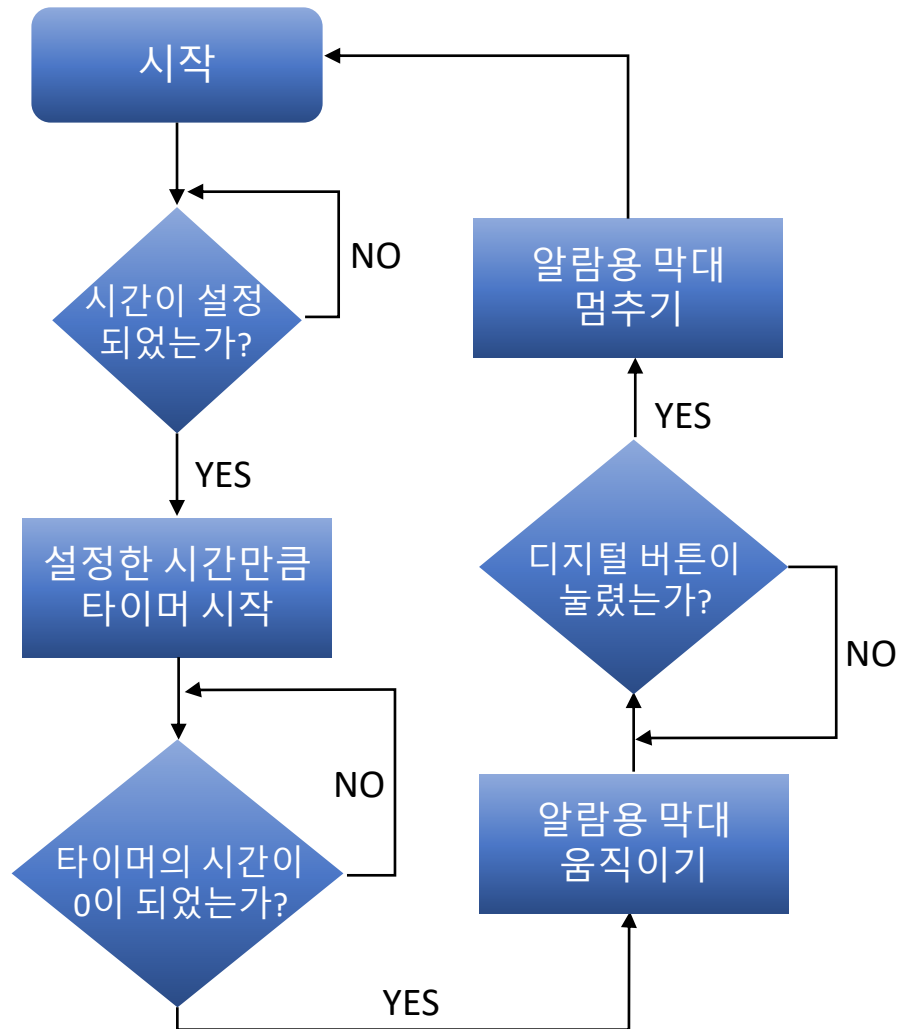 시작
시간이 설정
되었는가?
NO
YES
설정한 시간만큼
타이머 시작
타이머의 시간이
0이 되었는가?
NO
YES
알람용 막대
움직이기
디지털 버튼이
눌렸는가?
NO
YES
알람용 막대
멈추기